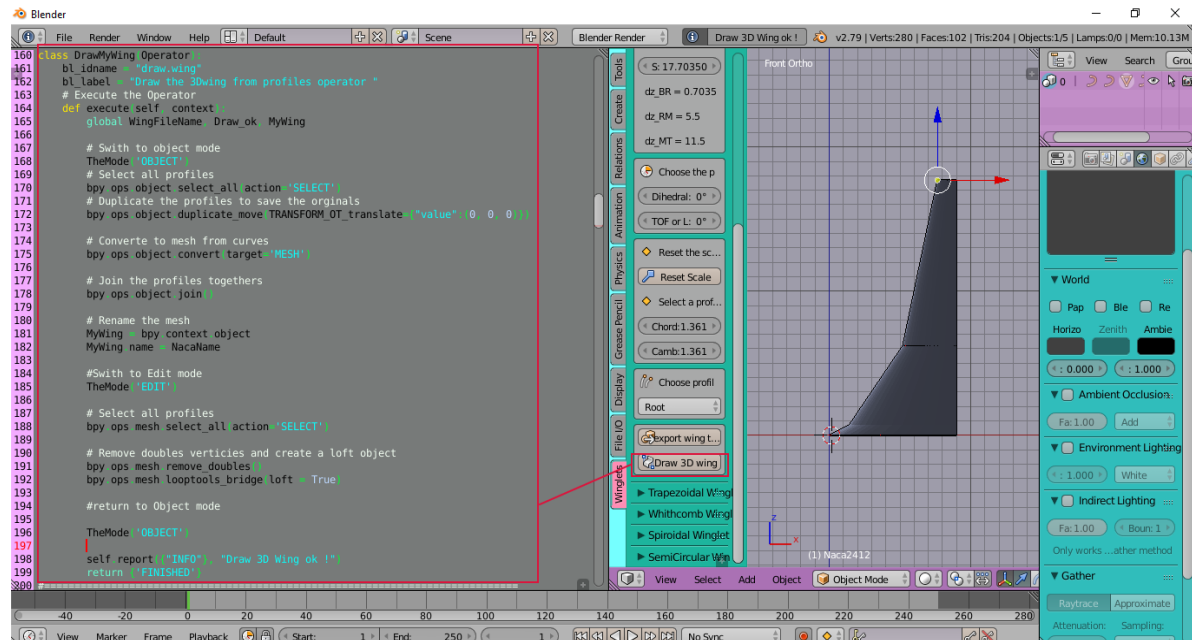 Blender
File Render Window Help Default Scene Blender Render Draw 3D Wing ok ! v2.79 | Verts:280 | Faces:102 | Tris:204 | Objects:1/5 | Lamps:0/0 | Mem:10.13M
160 class DrawMyWing(Operator):
161 bl_idname = "draw.wing"
162 bl_label = "Draw the 3Dwing from profiles operator "
163 # Execute the Operator
164 def execute(self, context):
165 global WingFileName, Draw_ok, MyWing
166
167 # Swith to object mode
168 TheMode('OBJECT')
169 # Select all profiles
170 bpy.ops.object.select_all(action='SELECT')
171 # Duplicate the profiles to save the orginals
172 bpy.ops.object.duplicate_move(TRANSFORM_OT_translate={"value":(0, 0, 0)})
173
174 # Converte to mesh from curves
175 bpy.ops.object.convert(target='MESH')
176
177 # Join the profiles togethers
178 bpy.ops.object.join()
179
180 # Rename the mesh
181 MyWing = bpy.context.object
182 MyWing.name = NacaName
183
184 #Swith to Edit mode
185 TheMode('EDIT')
186
187 # Select all profiles
188 bpy.ops.mesh.select_all(action='SELECT')
189
190 # Remove doubles verticies and create a loft object
191 bpy.ops.mesh.remove_doubles()
192 bpy.ops.mesh.looptools_bridge(loft = True)
193
194 #return to Object mode
195
196 TheMode('OBJECT')
197
198 self.report({"INFO"}, "Draw 3D Wing ok !")
199 return {'FINISHED'}
200
Tools
Create
Relations
Animation
Physics
Grease Pencil
Display
File I/O
Winglets
S: 17.70350
dz_BR = 0.7035
dz_RM = 5.5
dz_MT = 11.5
Choose the p
Dihedral: 0°
TOF or L: 0°
Reset the sc...
Reset Scale
Select a prof...
Chord:1.361
Camb:1.361
Choose profil
Root
export wing t...
Draw 3D wing
Trapezoidal Wingl
Whithcomb Wingl
Spiroidal Winglet
SemiCircular Win
Front Ortho
z
x
(1) Naca2412
View Select Add Object Object Mode
View Search Grou
0
World
Pap Ble Re
Horizo Zenith Ambie
: 0.000 : 1.000
Ambient Occlusion
Fa: 1.00 Add
Environment Lighting
: 1.000 White
Indirect Lighting
Fa: 1.00 Boun: 1
Only works ...ather method
Gather
Raytrace Approximate
Attenuation: Sampling:
-40 -20 0 20 40 60 80 100 120 140 160 180 200 220 240 260 280
View Marker Frame Playback Start: 1 End: 250 1 No Sync